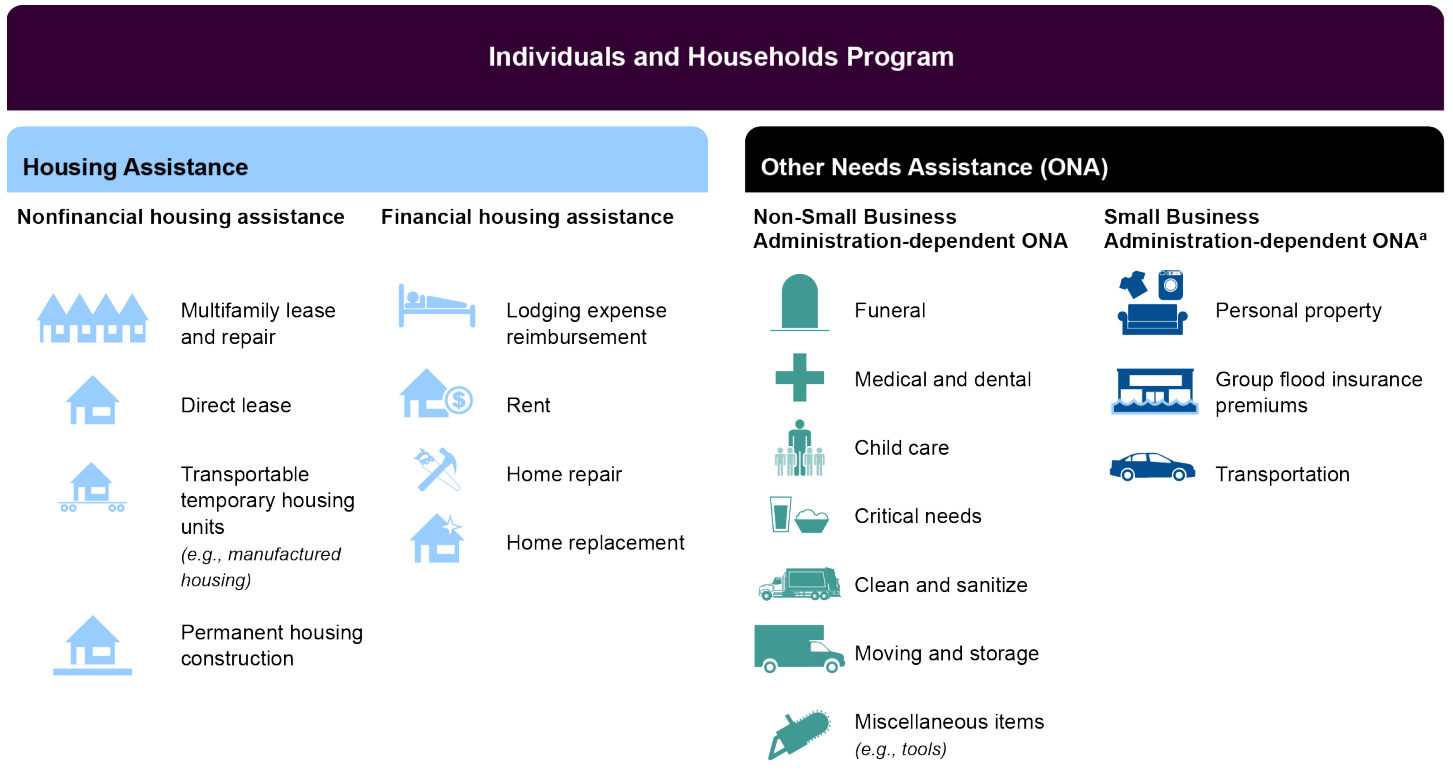 Individuals and Households Program
Housing Assistance
Nonfinancial housing assistance
Multifamily lease
and repair
Direct lease
Transportable
temporary housing
units
(e.g., manufactured
housing)
Permanent housing
construction
Financial housing assistance
Lodging expense
reimbursement
$
Rent
Home repair
Home replacement
Other Needs Assistance (ONA)
Non-Small Business
Administration-dependent ONA
Funeral
Medical and dental
Child care
Critical needs
Clean and sanitize
Moving and storage
Miscellaneous items
(e.g., tools)
Small Business
Administration-dependent ONAᵃ
Personal property
Group flood insurance
premiums
Transportation